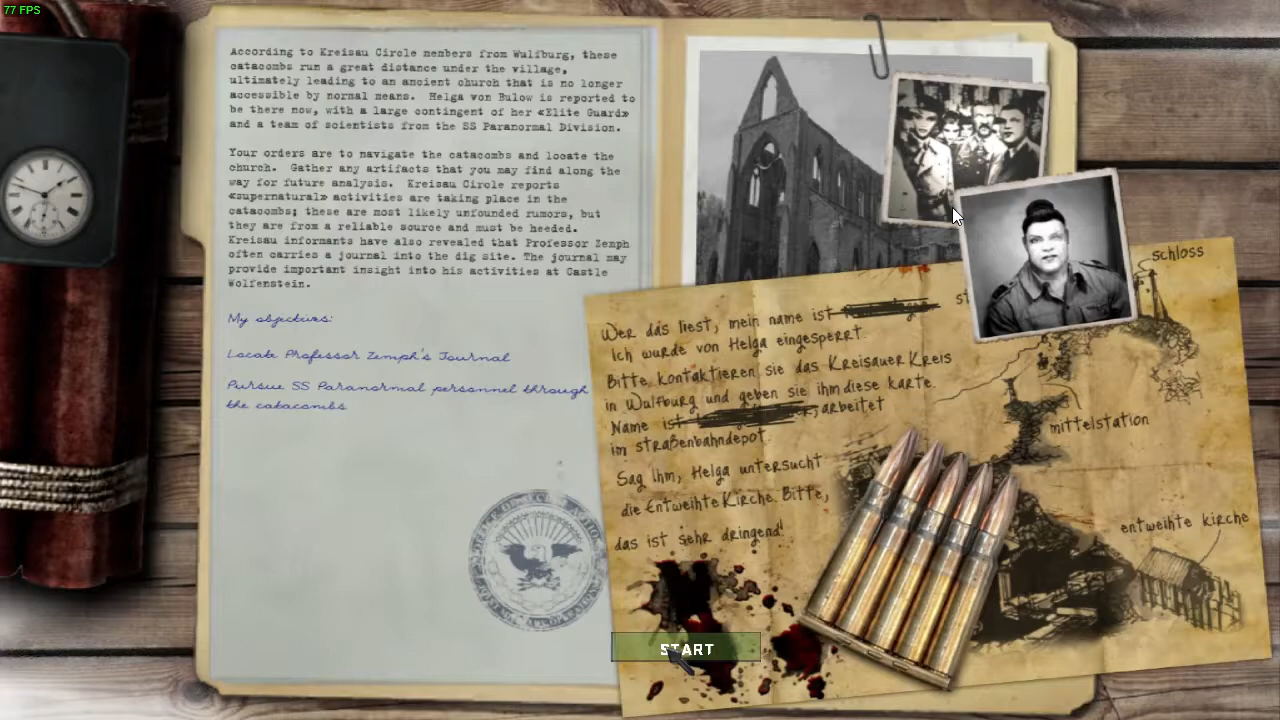 77 FPS
According to Kreisau Circle members from Wulfburg, these
catacombs run a great distance under the village,
ultimately leading to an ancient church that is no longer
accessible by normal means. Helga von Bulow is reported to
be there now, with a large contingent of her «Elite Guard»
and a team of scientists from the SS Paranormal Division.
Your orders are to navigate the catacombs and locate the
church. Gather any artifacts that you may find along the
way for future analysis. Kreisau Circle reports
«supernatural» activities are taking place in the
catacombs; these are most likely unfounded rumors, but
they are from a reliable source and must be heeded.
Kreisau informants have also revealed that Professor Zemph
often carries a journal into the dig site. The journal may
provide important insight into his activities at Castle
Wolfenstein.
My objectives:
Locate Professor Zemph's Journal
Pursue SS Paranormal personnel through
the catacombs
Wer das liest, mein name ist
Ich wurde von Helga eingesperrt.
Bitte kontaktieren sie das Kreisauer Kreis
in Wulfburg und geben sie ihm diese karte.
Name ist arbeitet
im straßenbahndepot.
Sag Ihm, Helga untersucht
die Entweihte Kirche. Bitte,
das ist sehr dringend!
schloss
mittelstation
entweihte kirche
START